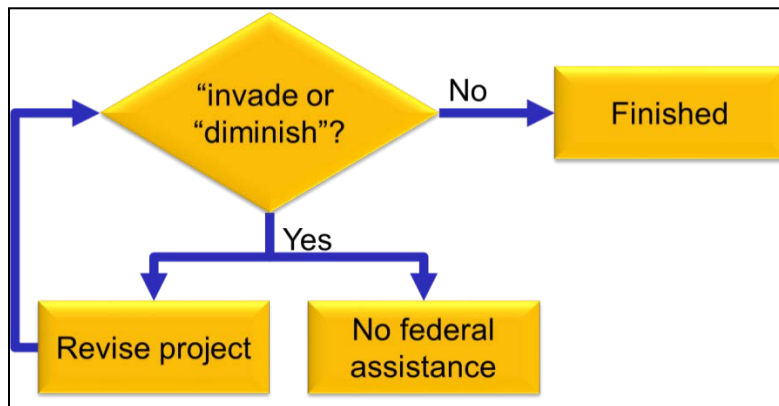 “invade or
“diminish”?
No
Finished
Yes
Revise project
No federal
assistance